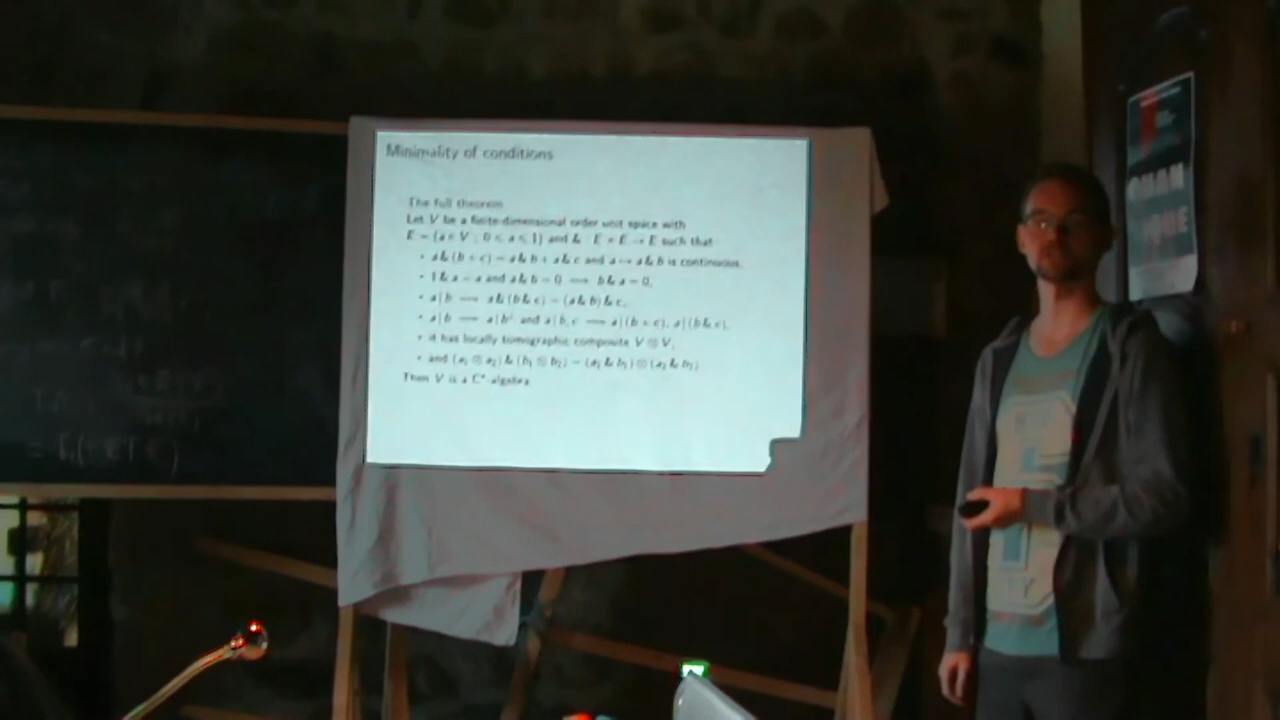 Minimality of conditions
The full theorem
Let V be a finite-dimensional order unit space with
E = {a ∈ V ; 0 ⩽ a ⩽ 1} and & : E × E → E such that
• a & (b + c) = a & b + a & c and a ↦ a & b is continuous,
• 1 & a = a and a & b = 0 ⟹ b & a = 0,
• a | b ⟹ a & (b & c) = (a & b) & c,
• a | b ⟹ a | b⊥ and a | b, c ⟹ a | (b + c), a | (b & c),
• it has locally tomographic composite V ⊗ V,
• and (a₁ ⊗ a₂) & (b₁ ⊗ b₂) = (a₁ & b₁) ⊗ (a₂ & b₂)
Then V is a C*-algebra